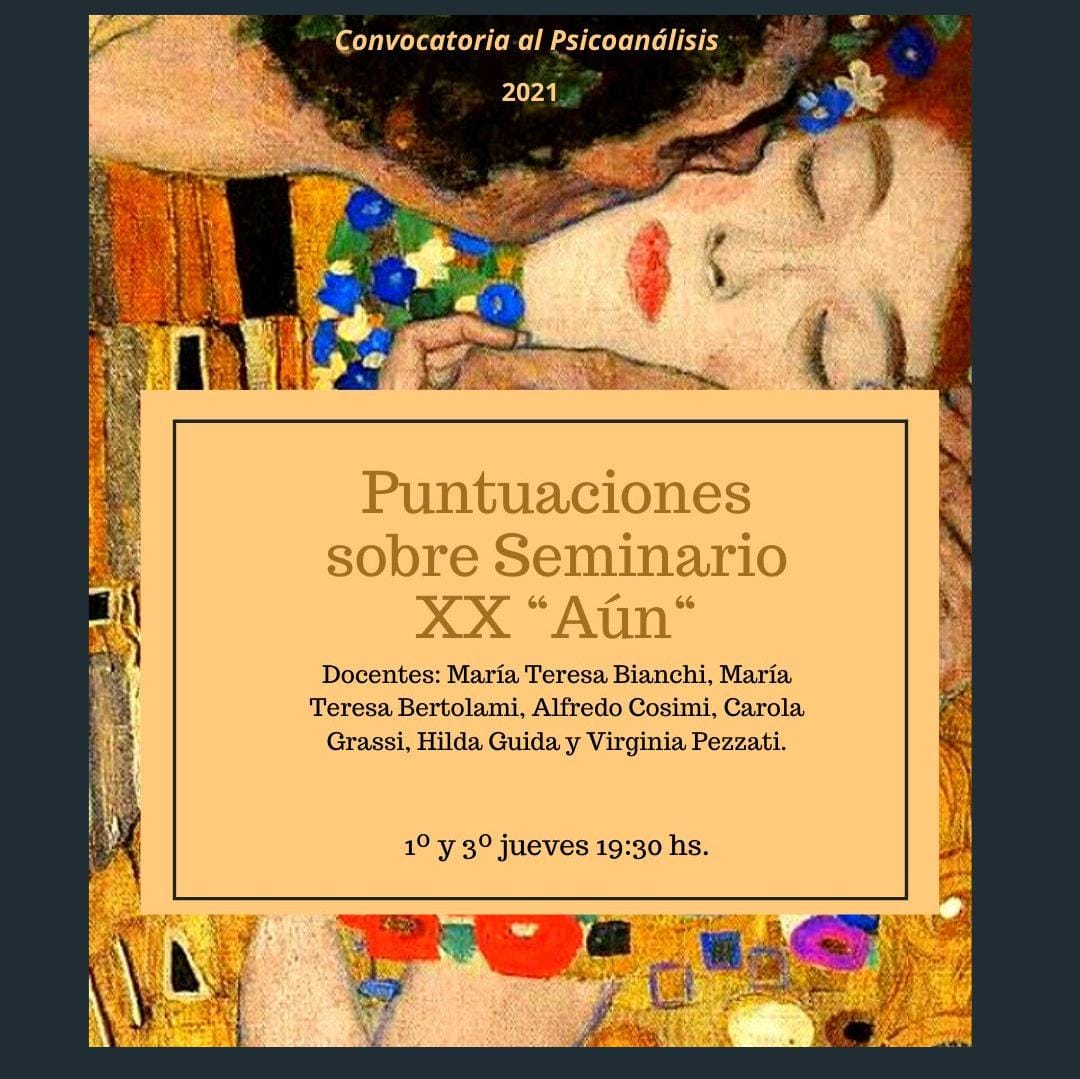 Convocatoria al Psicoanálisis
2021
Puntuaciones
sobre Seminario
XX “Aún“
Docentes: María Teresa Bianchi, María
Teresa Bertolami, Alfredo Cosimi, Carola
Grassi, Hilda Guida y Virginia Pezzati.
1º y 3º jueves 19:30 hs.